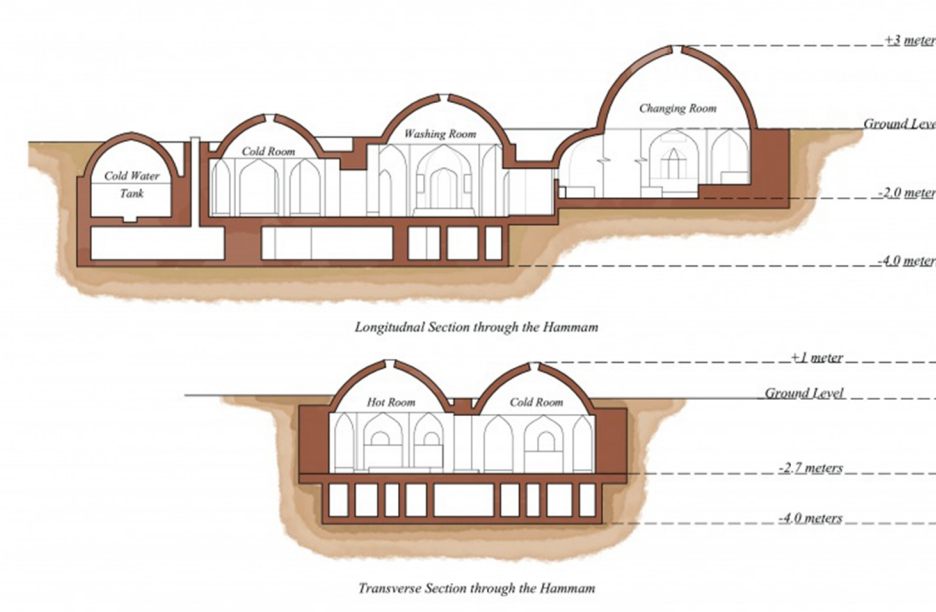 +3 meter
Changing Room
Ground Leve
Washing Room
Cold Room
Cold Water
Tank
-2.0 meter
-4.0 meter
Longitudnal Section through the Hammam
+1 meter
Ground Level
Hot Room
Cold Room
-2.7 meters
-4.0 meters
Transverse Section through the Hammam